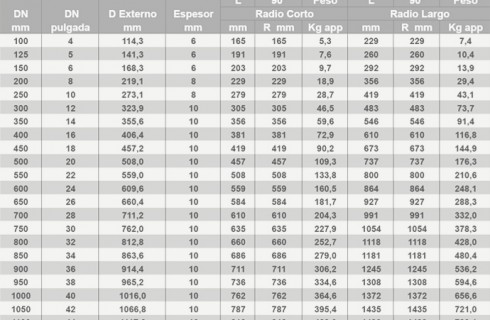 L 90° Peso L 90° Peso
DN DN D Externo Espesor Radio Corto Radio Largo
mm pulgada mm mm mm R mm Kg app mm R mm Kg app
100 4 114,3 6 165 165 5,3 229 229 7,4
125 5 141,3 6 191 191 7,6 260 260 10,4
150 6 168,3 6 203 203 9,7 292 292 13,9
200 8 219,1 8 229 229 18,9 356 356 29,4
250 10 273,1 8 279 279 28,7 419 419 43,1
300 12 323,9 10 305 305 46,5 483 483 73,7
350 14 355,6 10 356 356 59,6 546 546 91,4
400 16 406,4 10 381 381 72,9 610 610 116,8
450 18 457,2 10 419 419 90,2 673 673 144,9
500 20 508,0 10 457 457 109,3 737 737 176,3
550 22 559,0 10 508 508 133,8 800 800 210,6
600 24 609,6 10 559 559 160,5 864 864 248,1
650 26 660,4 10 584 584 181,7 927 927 288,3
700 28 711,2 10 610 610 204,3 991 991 332,0
750 30 762,0 10 635 635 227,9 1054 1054 378,3
800 32 812,8 10 660 660 252,7 1118 1118 428,0
850 34 863,6 10 686 686 279,0 1181 1181 480,4
900 36 914,4 10 711 711 306,2 1245 1245 536,2
950 38 965,2 10 736 736 334,6 1308 1308 594,6
1000 40 1016,0 10 762 762 364,6 1372 1372 656,6
1050 42 1066,8 10 787 787 395,4 1435 1435 721,0